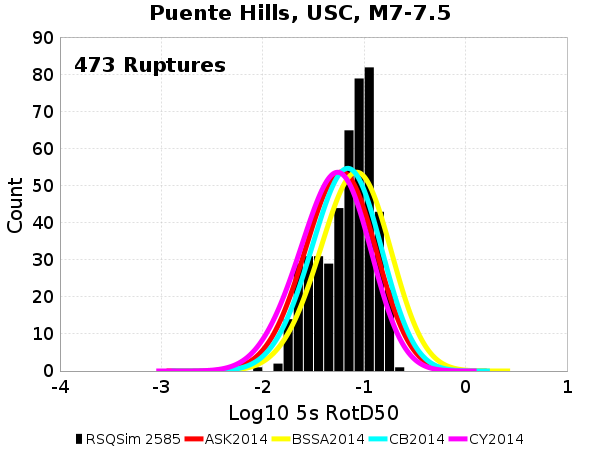 Puente Hills, USC, M7-7.5
473 Ruptures
Count
90
80
70
60
50
40
30
20
10
0
-4 -3 -2 -1 0 1
Log10 5s RotD50
RSQSim 2585 ASK2014 BSSA2014 CB2014 CY2014